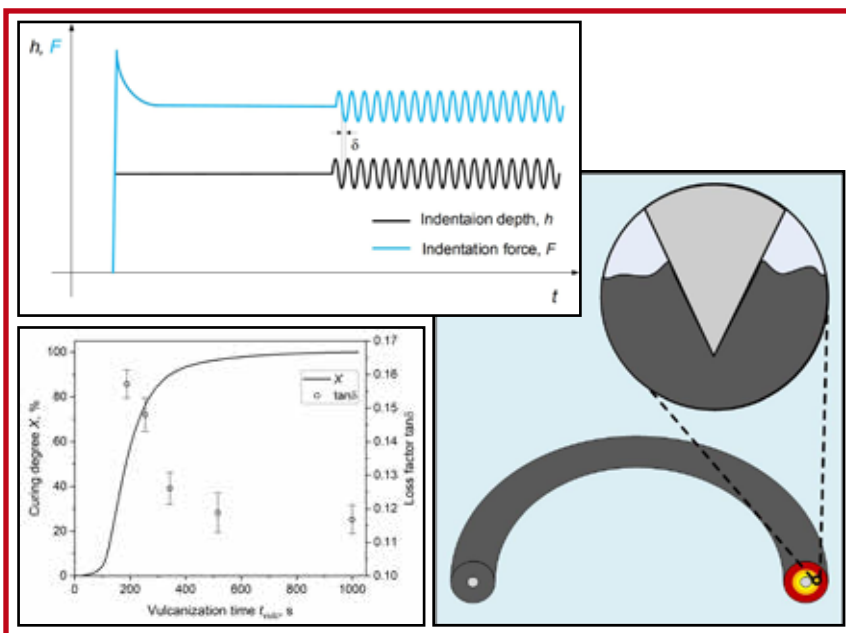 h, F
δ
Indentaion depth, h
Indentation force, F
t
100
80
60
40
20
0
Curing degree X, %
X
tanδ
0.17
0.16
0.15
0.14
0.13
0.12
0.11
0.10
Loss factor tanδ
0 200 400 600 800 1000
Vulcanization time t_vulc, s